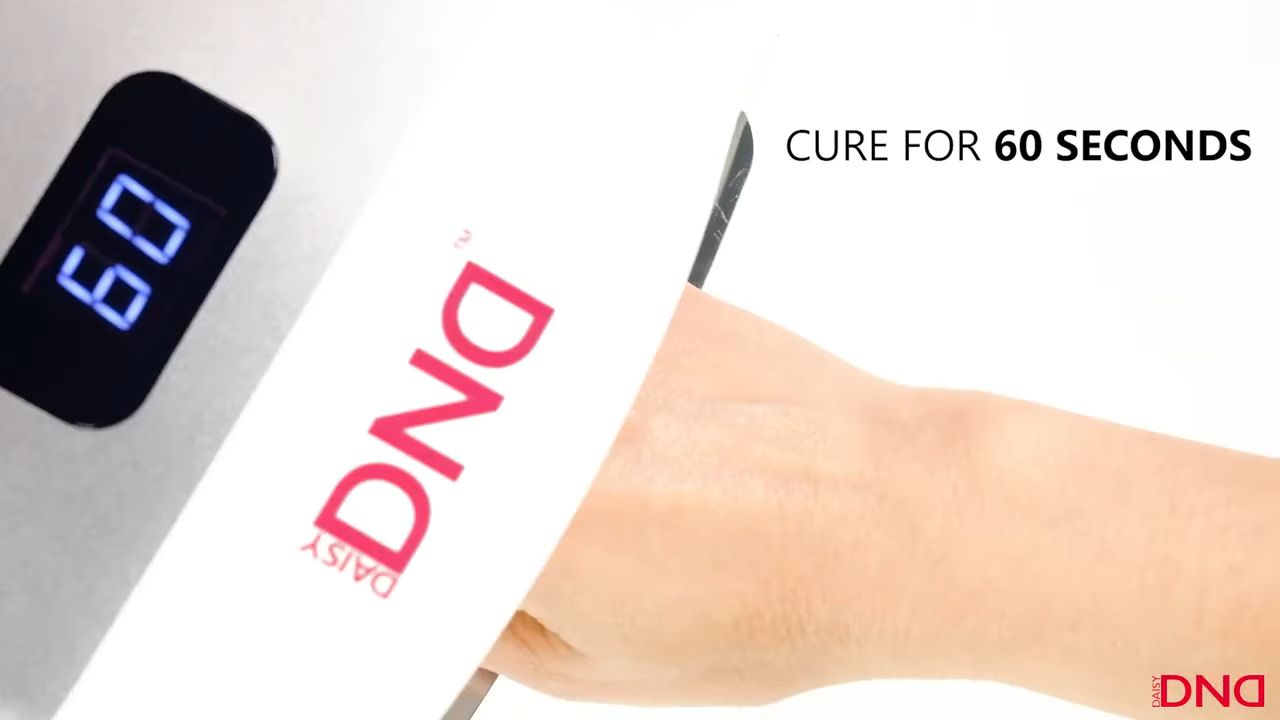 60
CURE FOR 60 SECONDS
DND
DAISY
DAISY
DND